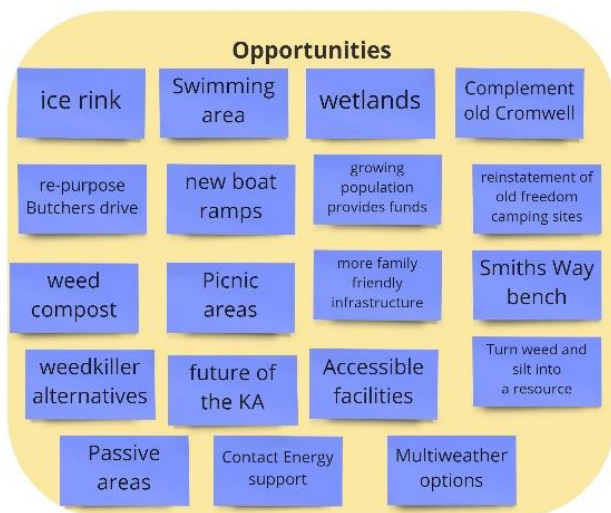 Opportunities
ice rink
Swimming
area
wetlands
Complement
old Cromwell
re-purpose
Butchers drive
new boat
ramps
growing
population
provides funds
reinstatement of
old freedom
camping sites
weed
compost
Picnic
areas
more family
friendly
infrastructure
Smiths Way
bench
weedkiller
alternatives
future of
the KA
Accessible
facilities
Turn weed and
silt into
a resource
Passive
areas
Contact Energy
support
Multiweather
options